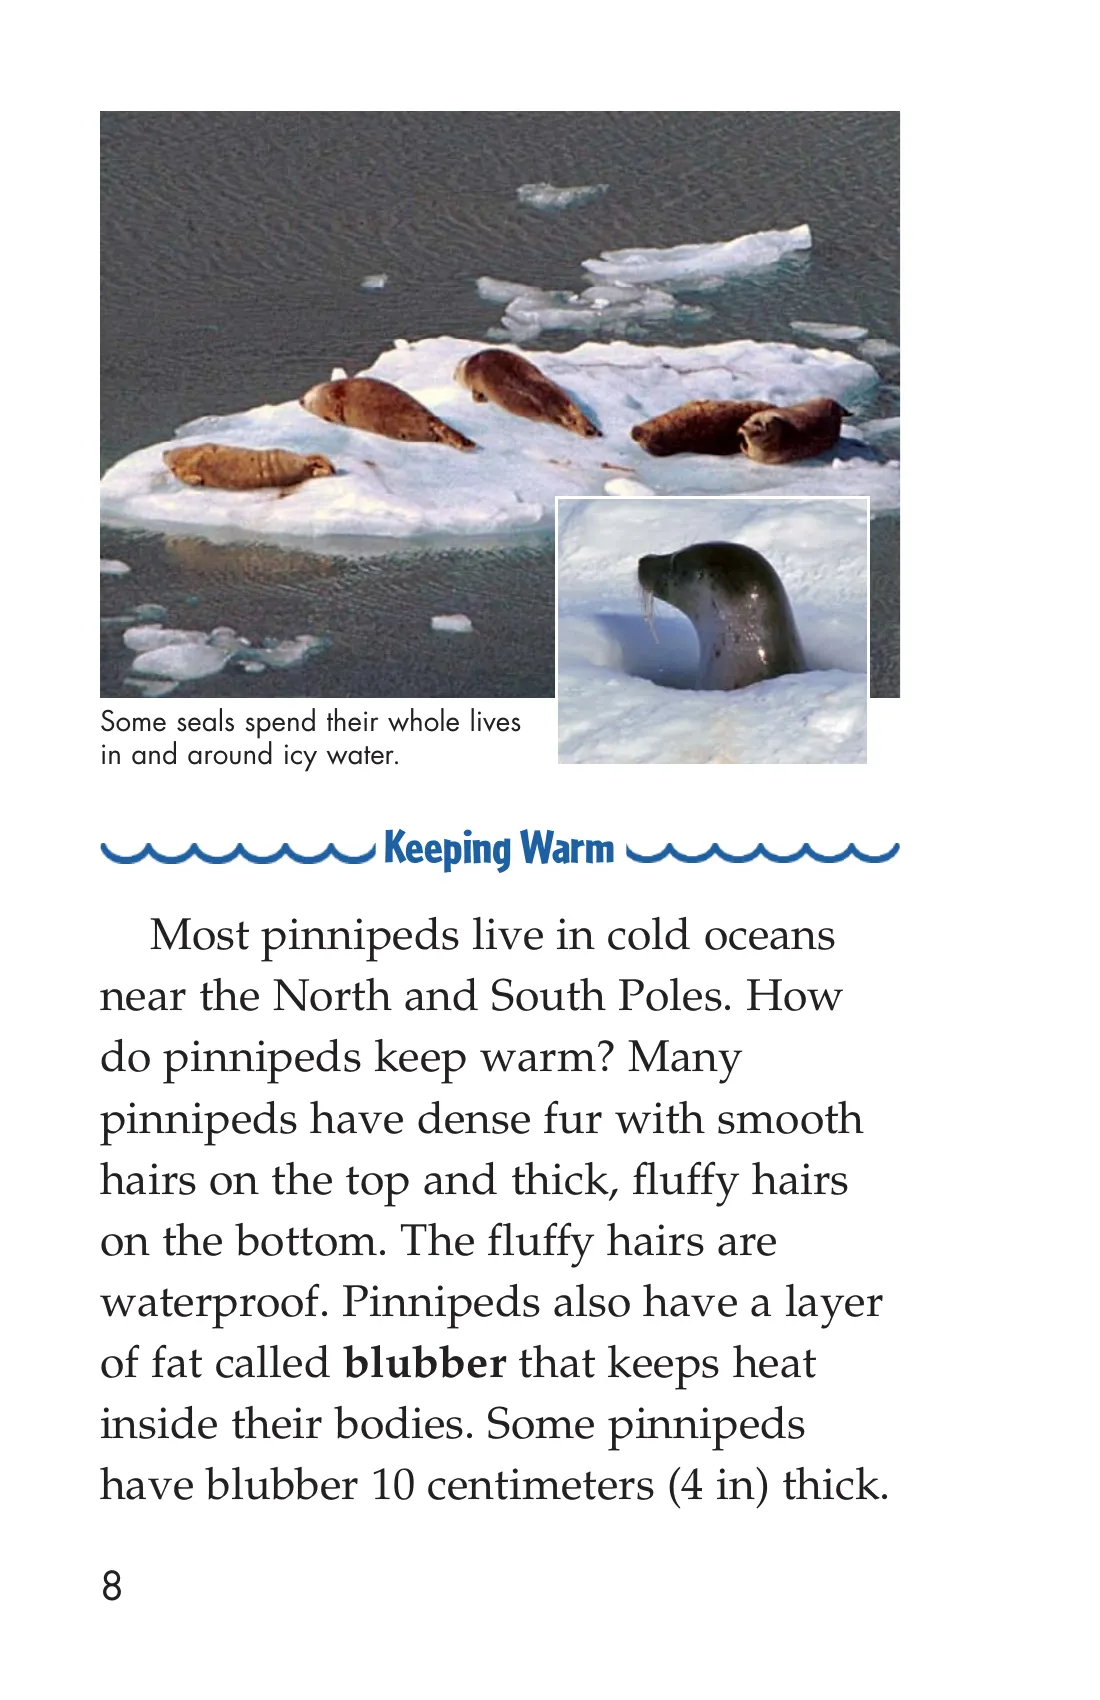 Some seals spend their whole lives
in and around icy water.
Keeping Warm
Most pinnipeds live in cold oceans
near the North and South Poles. How
do pinnipeds keep warm? Many
pinnipeds have dense fur with smooth
hairs on the top and thick, fluffy hairs
on the bottom. The fluffy hairs are
waterproof. Pinnipeds also have a layer
of fat called blubber that keeps heat
inside their bodies. Some pinnipeds
have blubber 10 centimeters (4 in) thick.
8